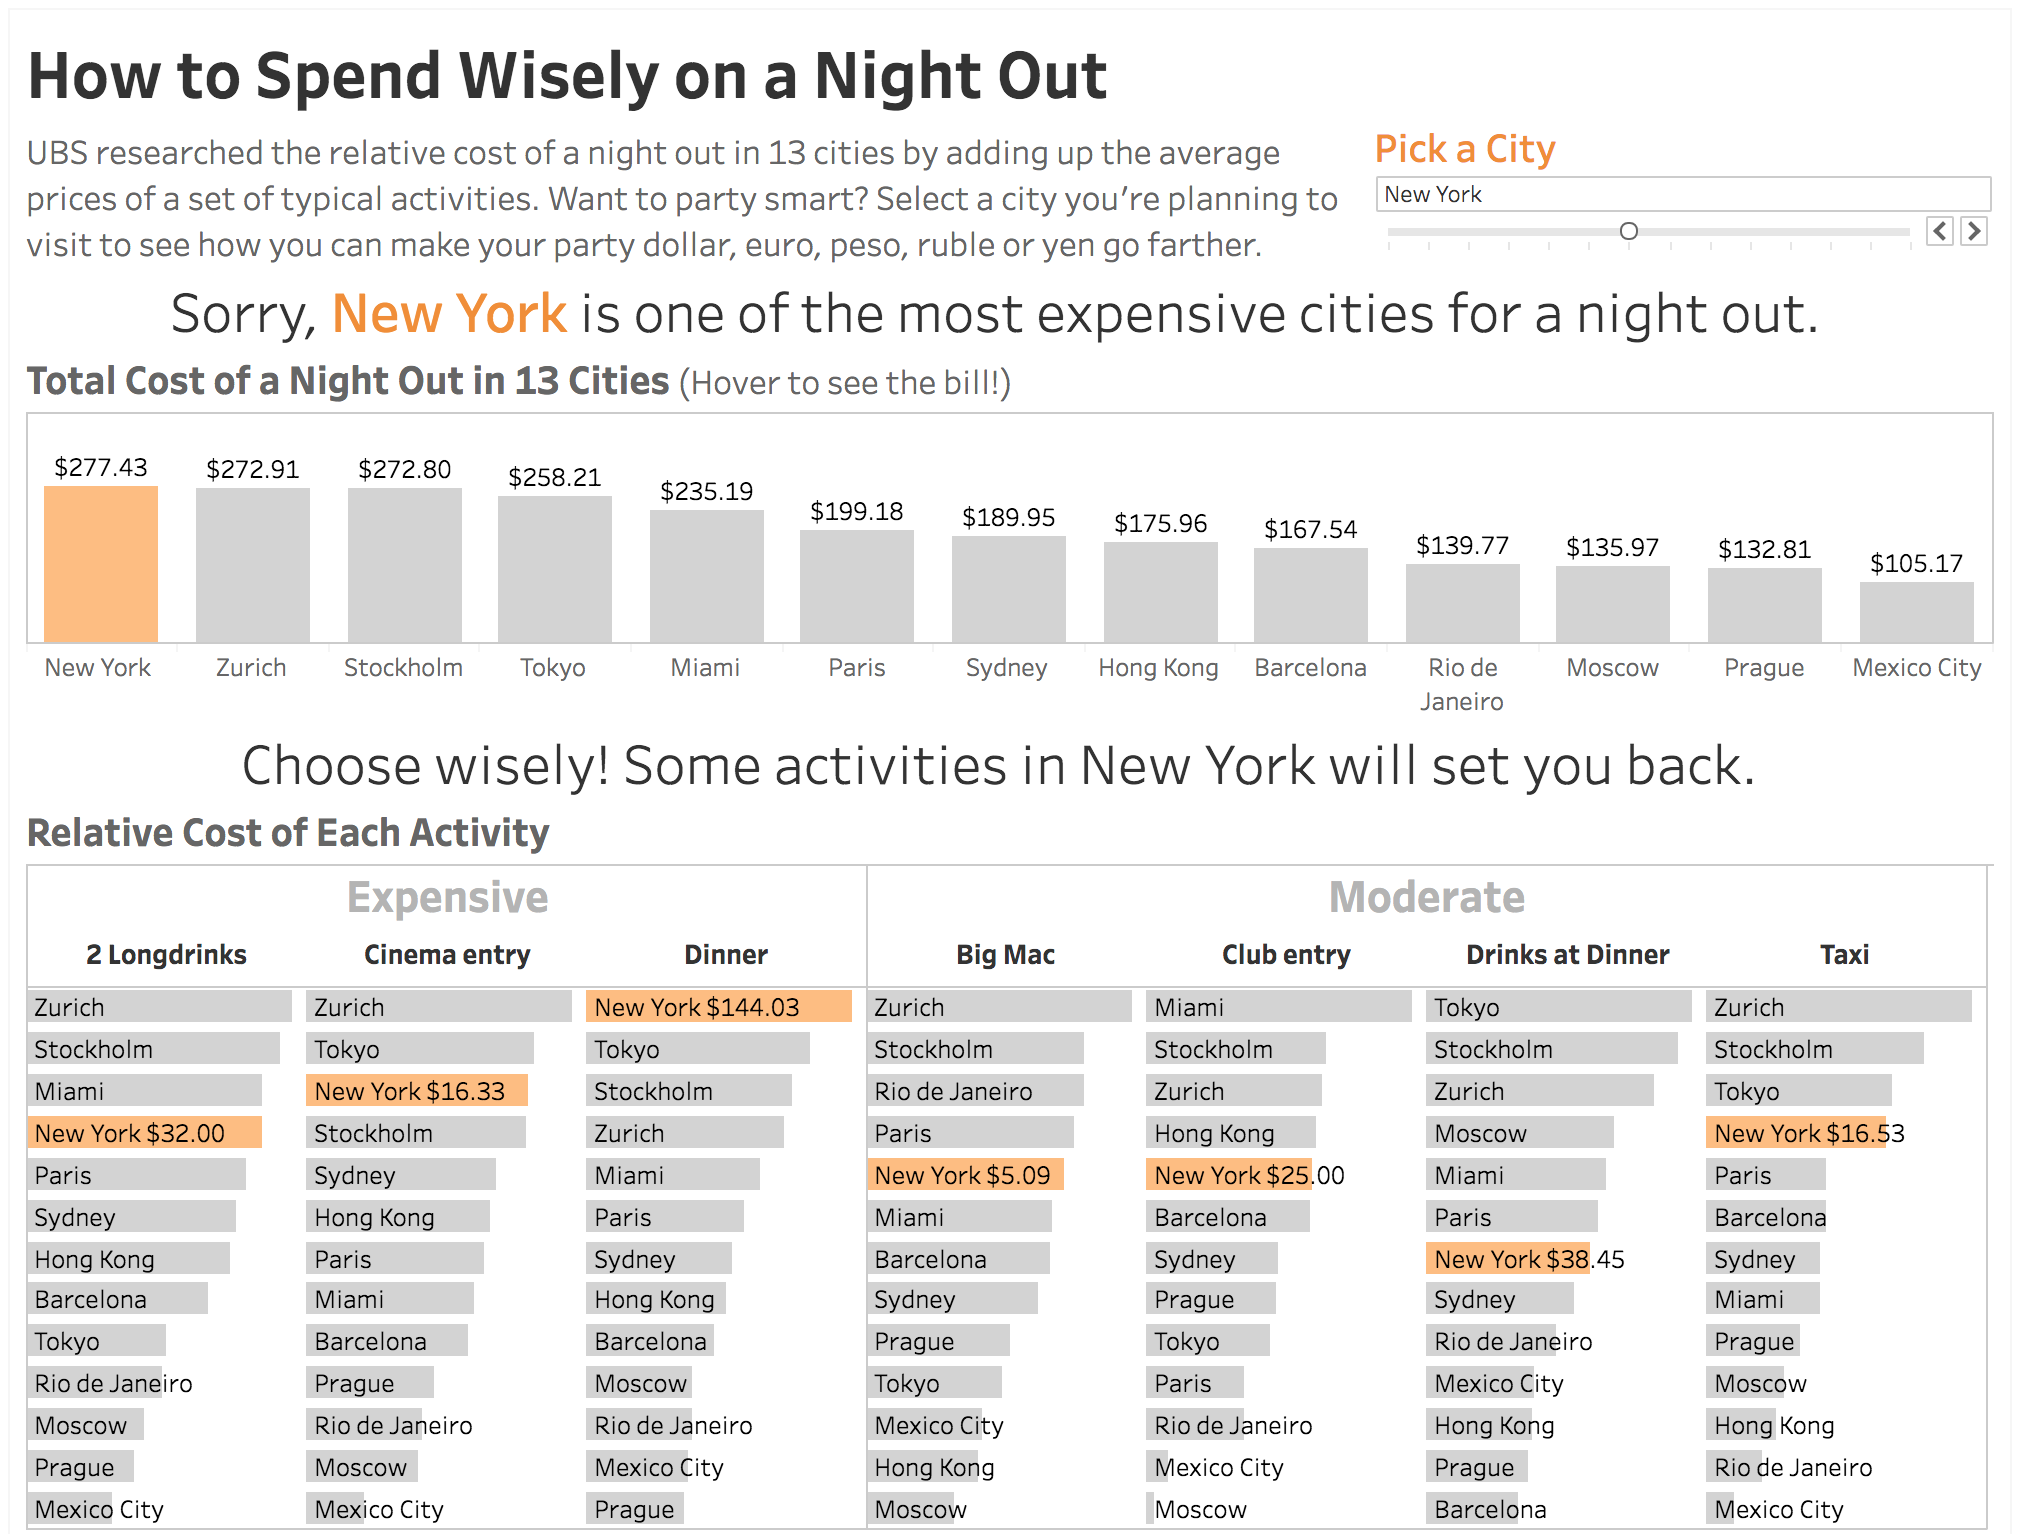 How to Spend Wisely on a Night Out
UBS researched the relative cost of a night out in 13 cities by adding up the average
prices of a set of typical activities. Want to party smart? Select a city you're planning to
visit to see how you can make your party dollar, euro, peso, ruble or yen go farther.
Pick a City
New York
Sorry, New York is one of the most expensive cities for a night out.
Total Cost of a Night Out in 13 Cities (Hover to see the bill!)
$277.43 $272.91 $272.80 $258.21 $235.19 $199.18 $189.95 $175.96 $167.54 $139.77 $135.97 $132.81 $105.17
New York Zurich Stockholm Tokyo Miami Paris Sydney Hong Kong Barcelona Rio de Moscow Prague Mexico City
Janeiro
Choose wisely! Some activities in New York will set you back.
Relative Cost of Each Activity
Expensive Moderate
2 Longdrinks Cinema entry Dinner Big Mac Club entry Drinks at Dinner Taxi
Zurich Zurich New York $144.03 Zurich Miami Tokyo Zurich
Stockholm Tokyo Tokyo Stockholm Stockholm Stockholm Stockholm
Miami New York $16.33 Stockholm Rio de Janeiro Zurich Zurich Tokyo
New York $32.00 Stockholm Zurich Paris Hong Kong Moscow New York $16.53
Paris Sydney Miami New York $5.09 New York $25.00 Miami Paris
Sydney Hong Kong Paris Miami Barcelona Paris Barcelona
Hong Kong Paris Sydney Barcelona Sydney New York $38.45 Sydney
Barcelona Miami Hong Kong Sydney Prague Sydney Miami
Tokyo Barcelona Barcelona Prague Tokyo Rio de Janeiro Prague
Rio de Janeiro Prague Moscow Tokyo Paris Mexico City Moscow
Moscow Rio de Janeiro Rio de Janeiro Mexico City Rio de Janeiro Hong Kong Hong Kong
Prague Moscow Mexico City Hong Kong Mexico City Prague Rio de Janeiro
Mexico City Mexico City Prague Moscow Moscow Barcelona Mexico City